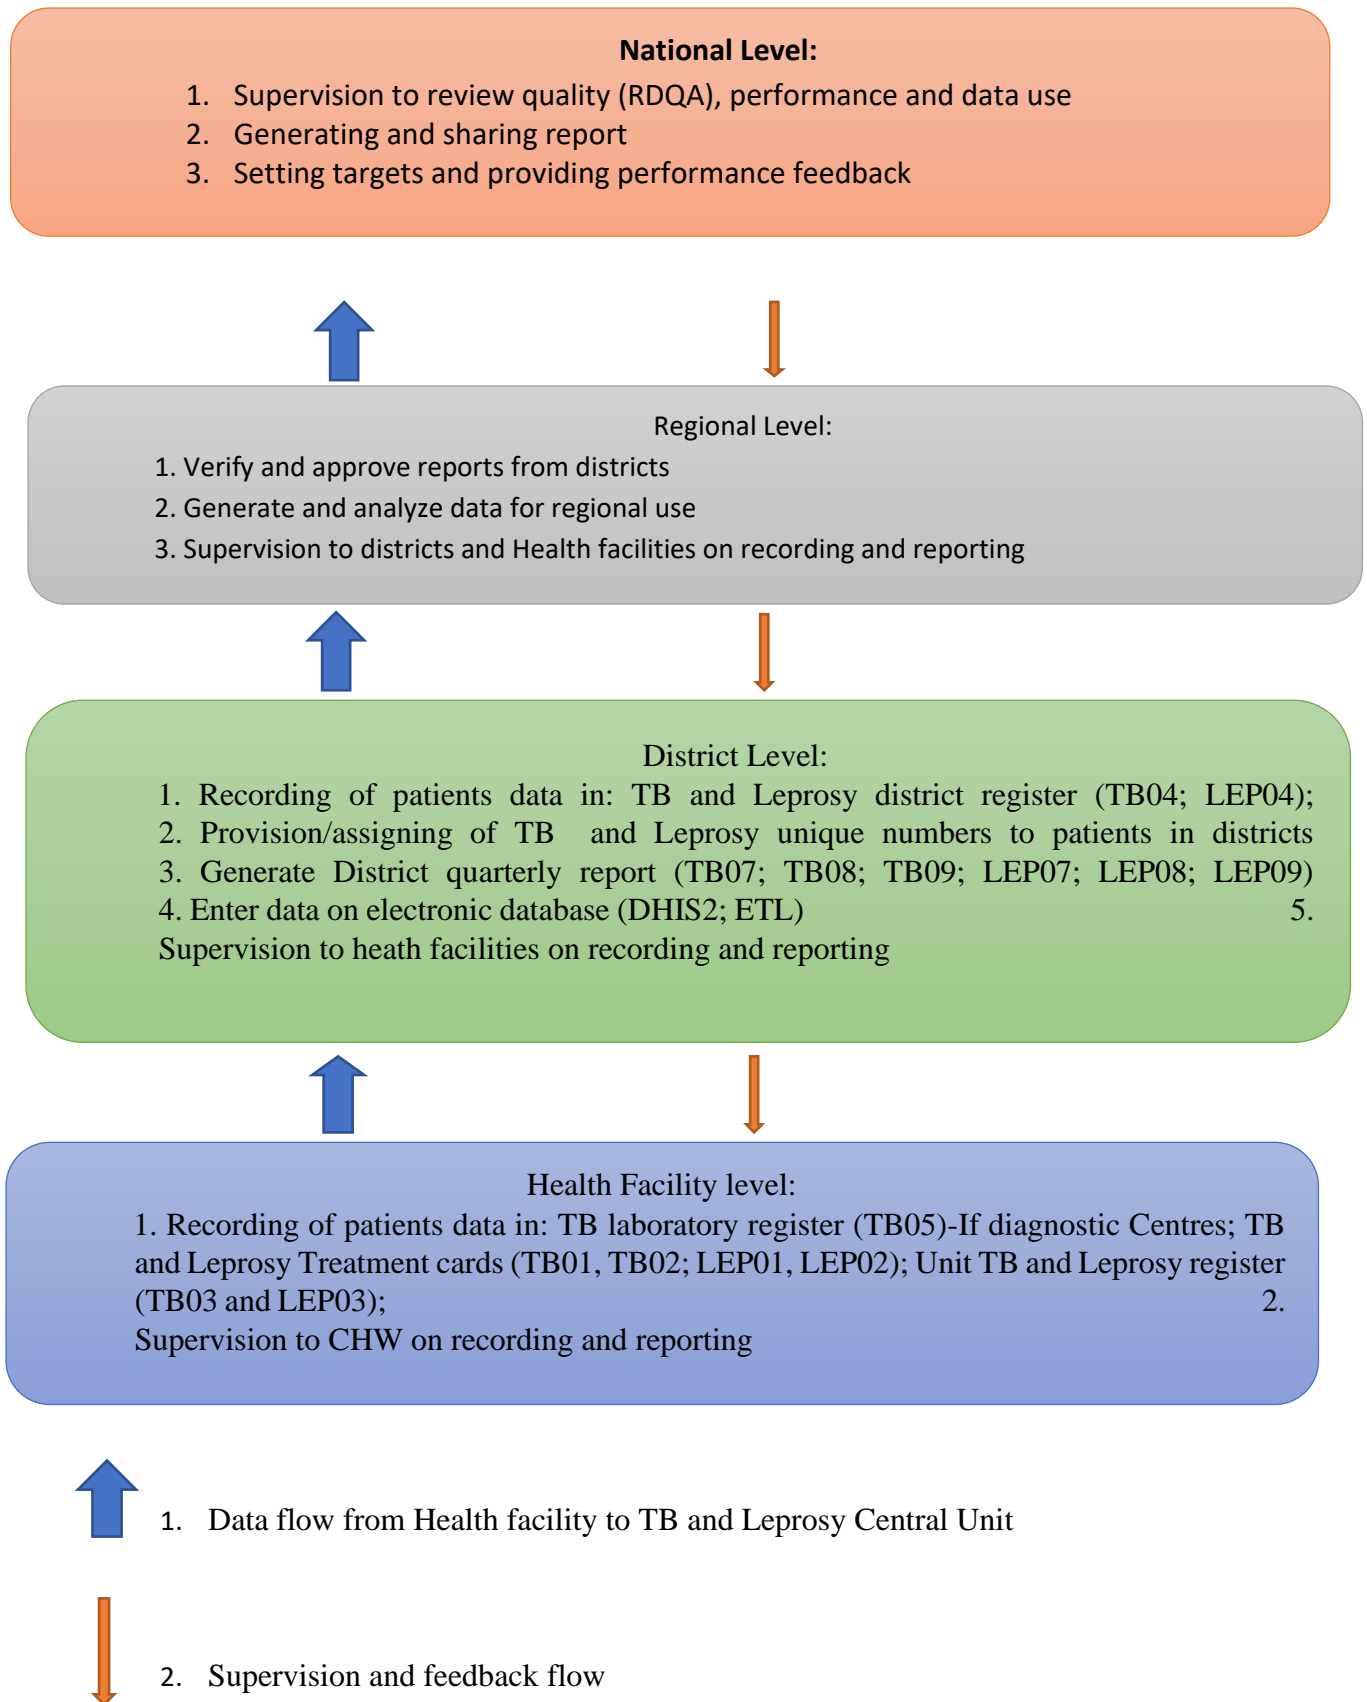 National Level:
1. Supervision to review quality (RDQA), performance and data use
2. Generating and sharing report
3. Setting targets and providing performance feedback
Regional Level:
1. Verify and approve reports from districts
2. Generate and analyze data for regional use
3. Supervision to districts and Health facilities on recording and reporting
District Level:
1. Recording of patients data in: TB and Leprosy district register (TB04; LEP04);
2. Provision/assigning of TB and Leprosy unique numbers to patients in districts
3. Generate District quarterly report (TB07; TB08; TB09; LEP07; LEP08; LEP09)
4. Enter data on electronic database (DHIS2; ETL) 5.
Supervision to heath facilities on recording and reporting
Health Facility level:
1. Recording of patients data in: TB laboratory register (TB05)-If diagnostic Centres; TB
and Leprosy Treatment cards (TB01, TB02; LEP01, LEP02); Unit TB and Leprosy register
(TB03 and LEP03); 2.
Supervision to CHW on recording and reporting
1. Data flow from Health facility to TB and Leprosy Central Unit
2. Supervision and feedback flow